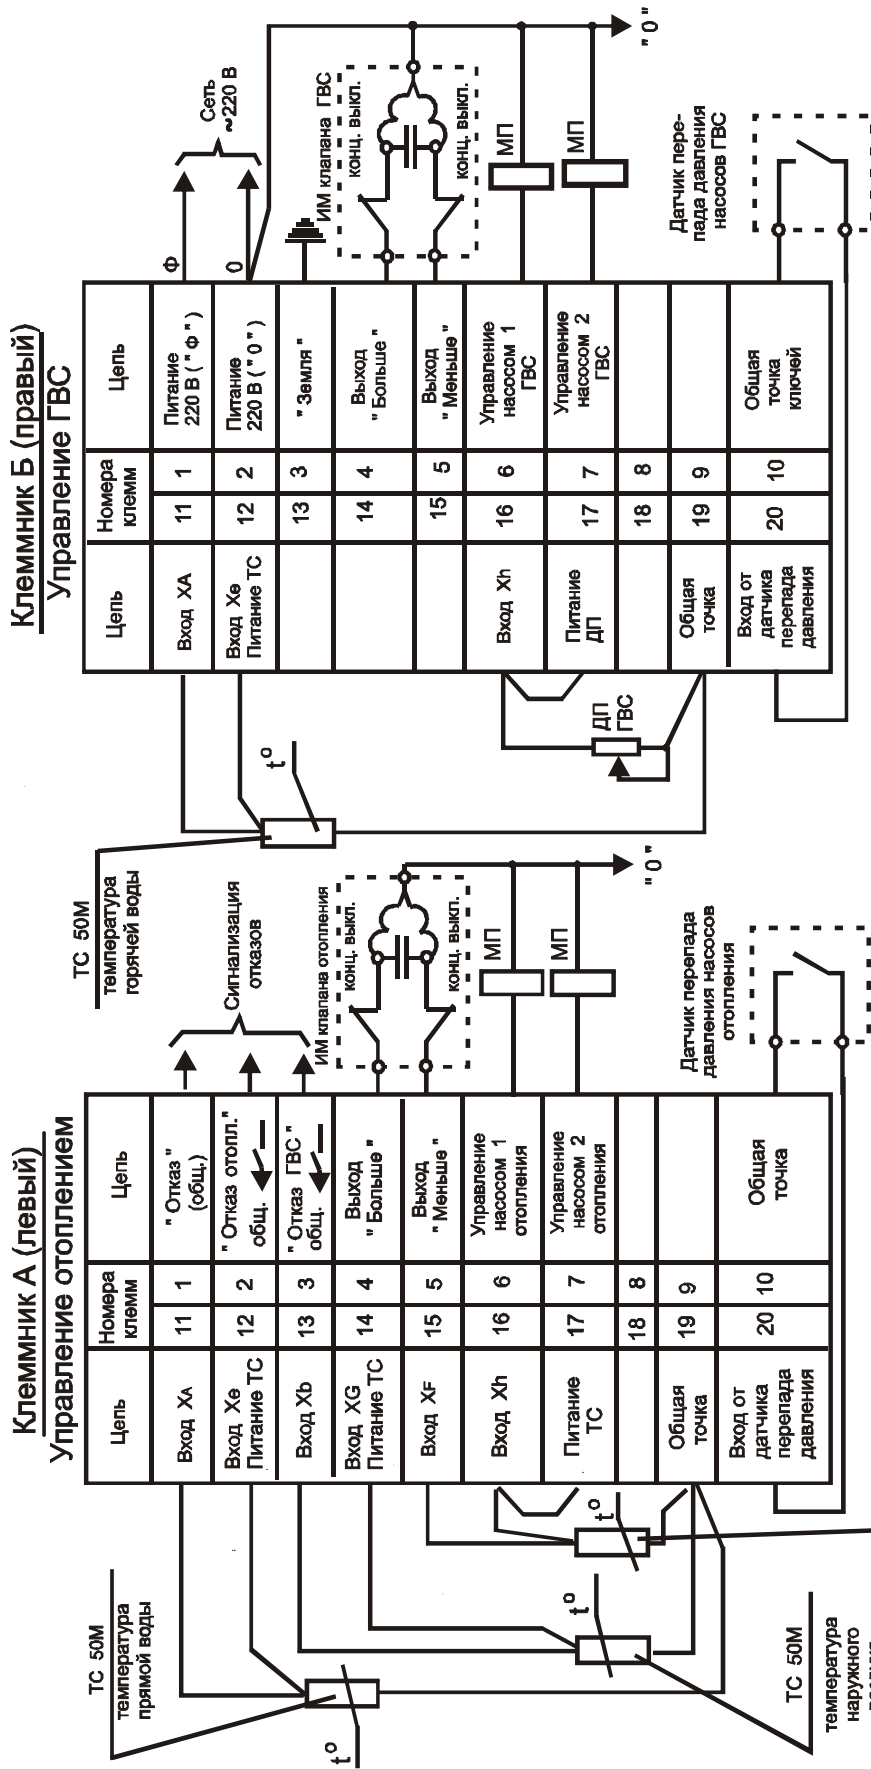 Клеммник А (левый)
Управление отоплением
Цепь
Номера
клемм
Цепь
Вход XА
11
1
" Отказ "
(общ.)
Вход Xe
Питание ТС
12
2
" Отказ отопл."
общ.
Вход Xb
13
3
" Отказ ГВС "
общ.
Вход XG
Питание ТС
14
4
Выход
" Больше "
Вход XF
15
5
Выход
" Меньше "
Вход Xh
16
6
Управление
насосом 1
отопления
Питание
ТС
17
7
Управление
насосом 2
отопления
18
8
Общая
точка
19
9
Вход от
датчика
перепада
давления
20
10
Общая
точка
ТС 50М
температура
прямой воды
t°
t°
t°
ТС 50М
температура
наружного
Сигнализация
отказов
ИМ клапана отопления
конц. выкл.
конц. выкл.
МП
МП
" 0 "
Датчик перепада
давления насосов
отопления
Клеммник Б (правый)
Управление ГВС
Цепь
Номера
клемм
Цепь
Вход XА
11
1
Питание
220 В ( " Ф " )
Вход Xe
Питание ТС
12
2
Питание
220 В ( " 0 " )
13
3
" Земля "
14
4
Выход
" Больше "
15
5
Выход
" Меньше "
Вход Xh
16
6
Управление
насосом 1
ГВС
Питание
ДП
17
7
Управление
насосом 2
ГВС
18
8
Общая
точка
19
9
Вход от
датчика
перепада
давления
20
10
Общая
точка
ключей
ТС 50М
температура
горячей воды
t°
ДП
ГВС
Ф
0
Сеть
~220 В
ИМ клапана ГВС
конц. выкл.
конц. выкл.
МП
МП
" 0 "
Датчик пере-
пада давления
насосов ГВС